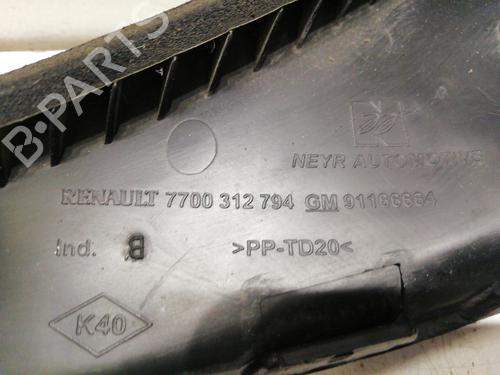 B-PARTS
NEYR AUTOMOTIVE
RENAULT 7700 312 794 GM 91166664
Ind. B >PP-TD20<
K40